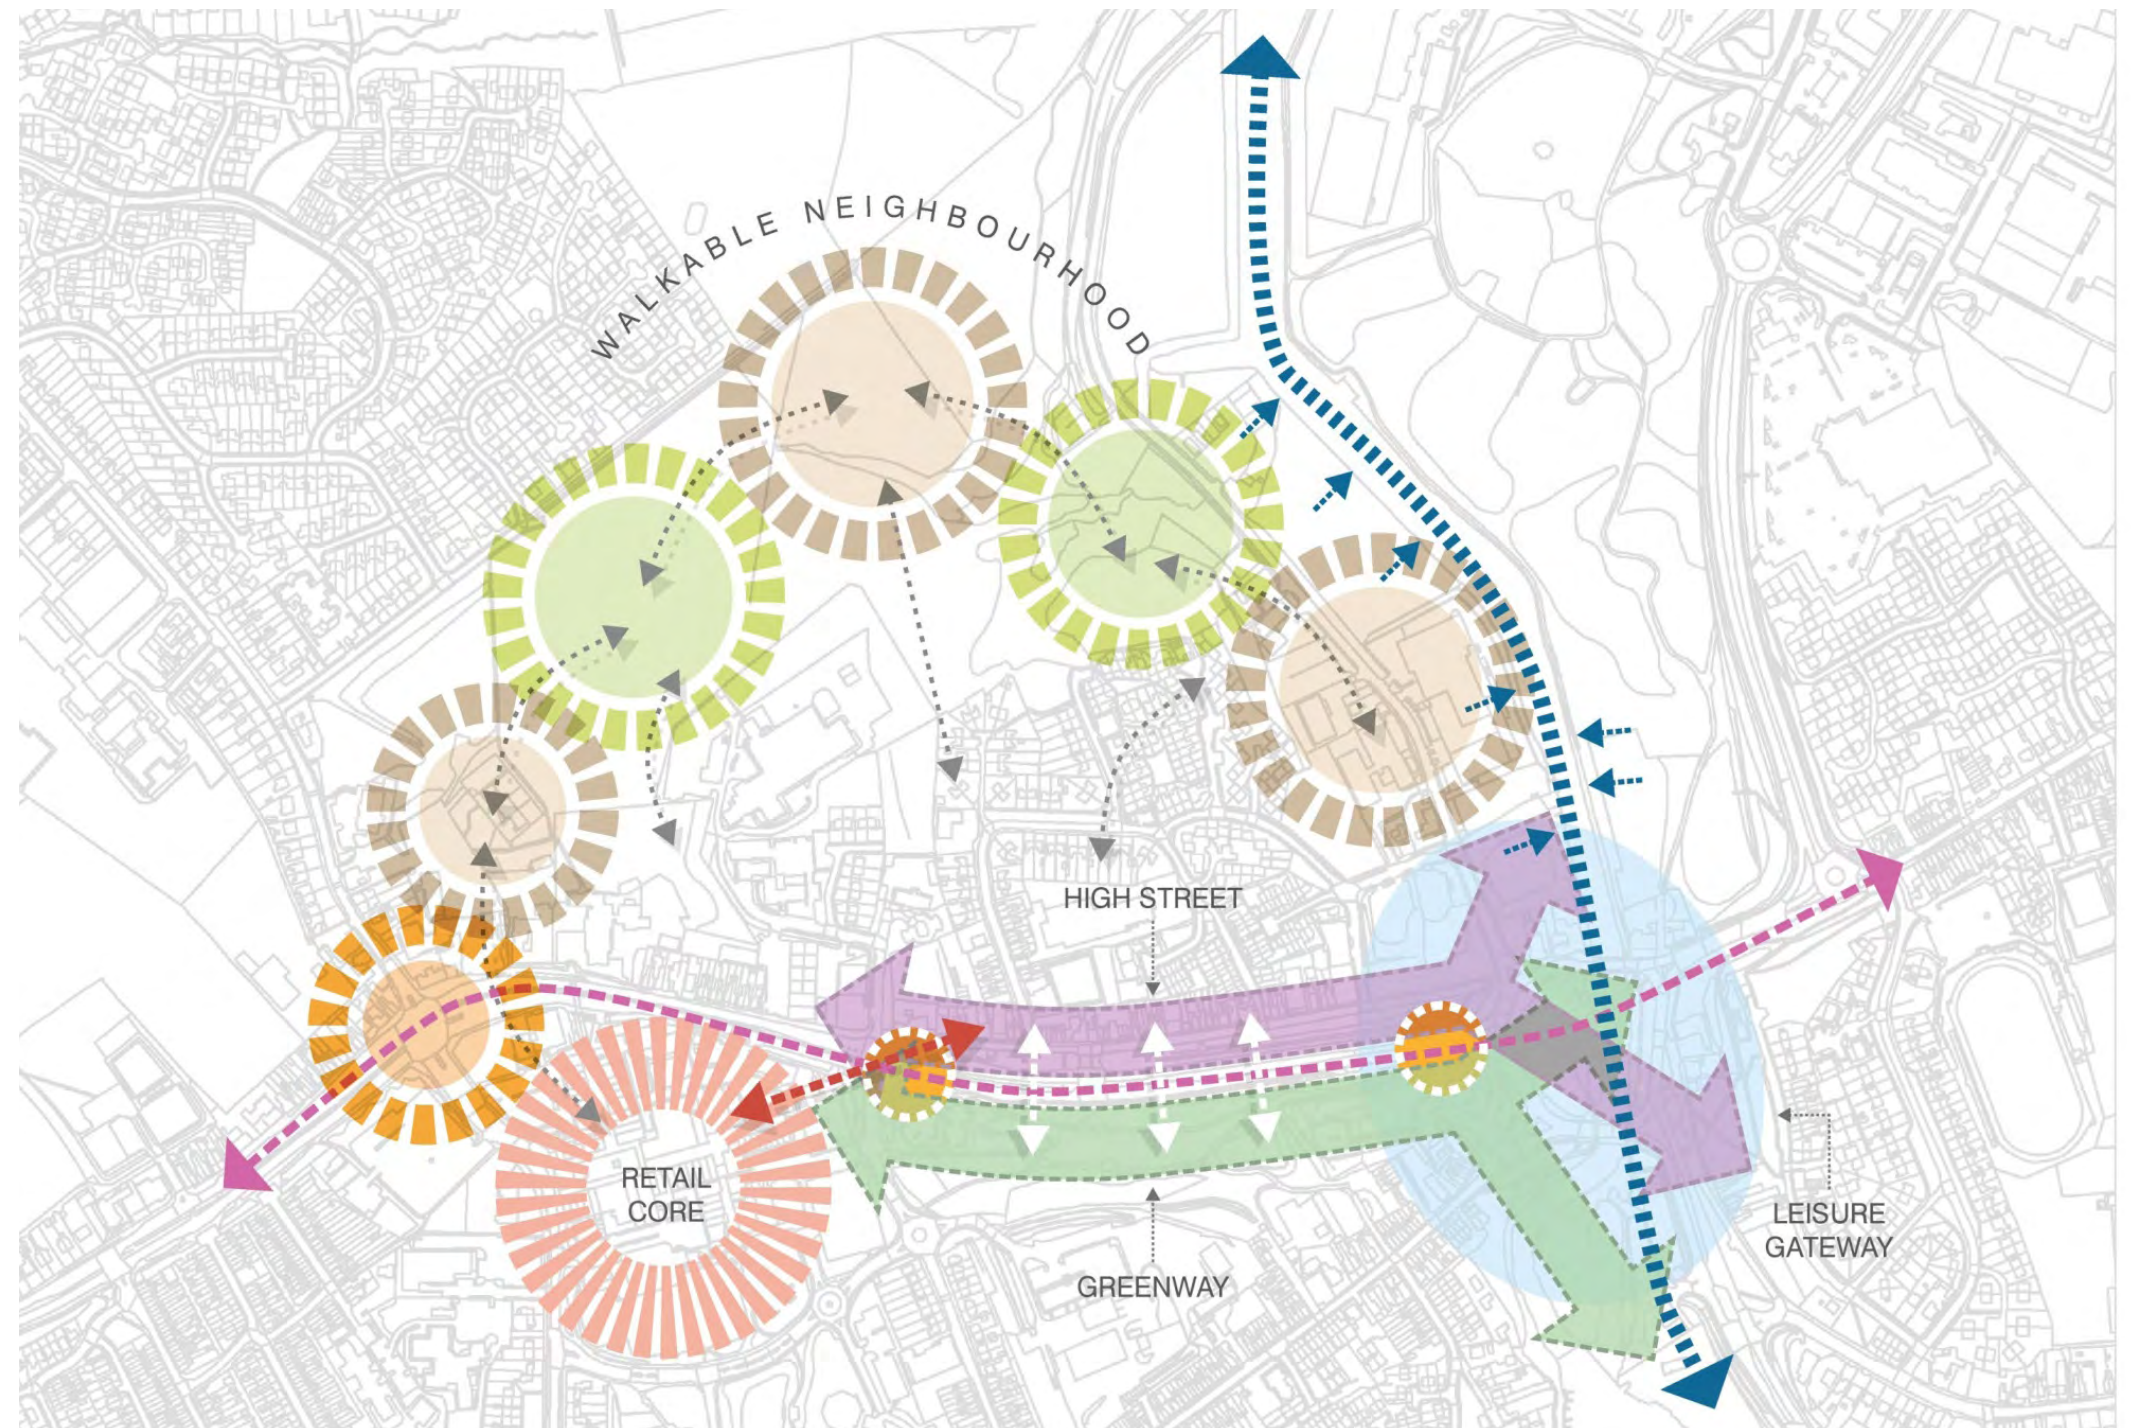 WALKABLE NEIGHBOURHOOD
HIGH STREET
RETAIL
CORE
LEISURE
GATEWAY
GREENWAY